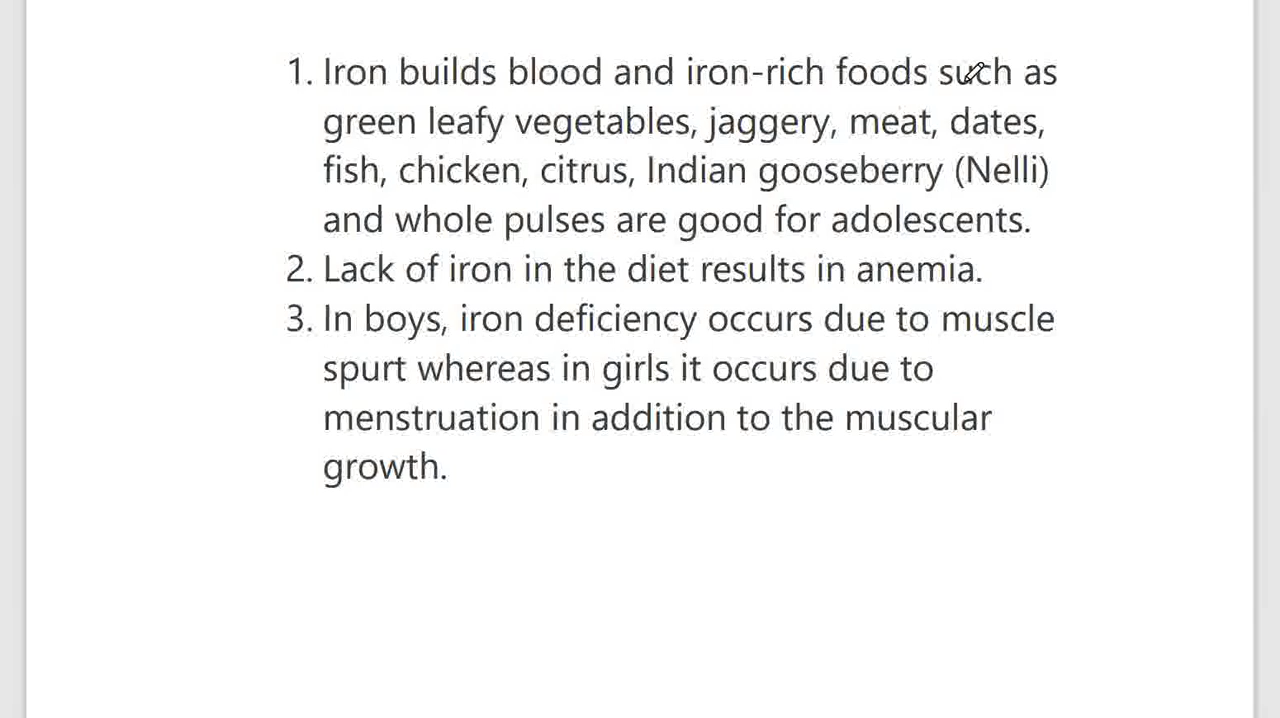 1. Iron builds blood and iron-rich foods such as
green leafy vegetables, jaggery, meat, dates,
fish, chicken, citrus, Indian gooseberry (Nelli)
and whole pulses are good for adolescents.
2. Lack of iron in the diet results in anemia.
3. In boys, iron deficiency occurs due to muscle
spurt whereas in girls it occurs due to
menstruation in addition to the muscular
growth.